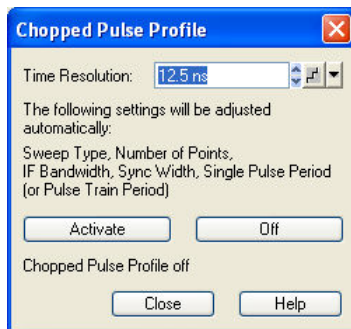 Chopped Pulse Profile
Time Resolution: 12.5 ns
The following settings will be adjusted
automatically:
Sweep Type, Number of Points,
IF Bandwidth, Sync Width, Single Pulse Period
(or Pulse Train Period)
Activate Off
Chopped Pulse Profile off
Close Help